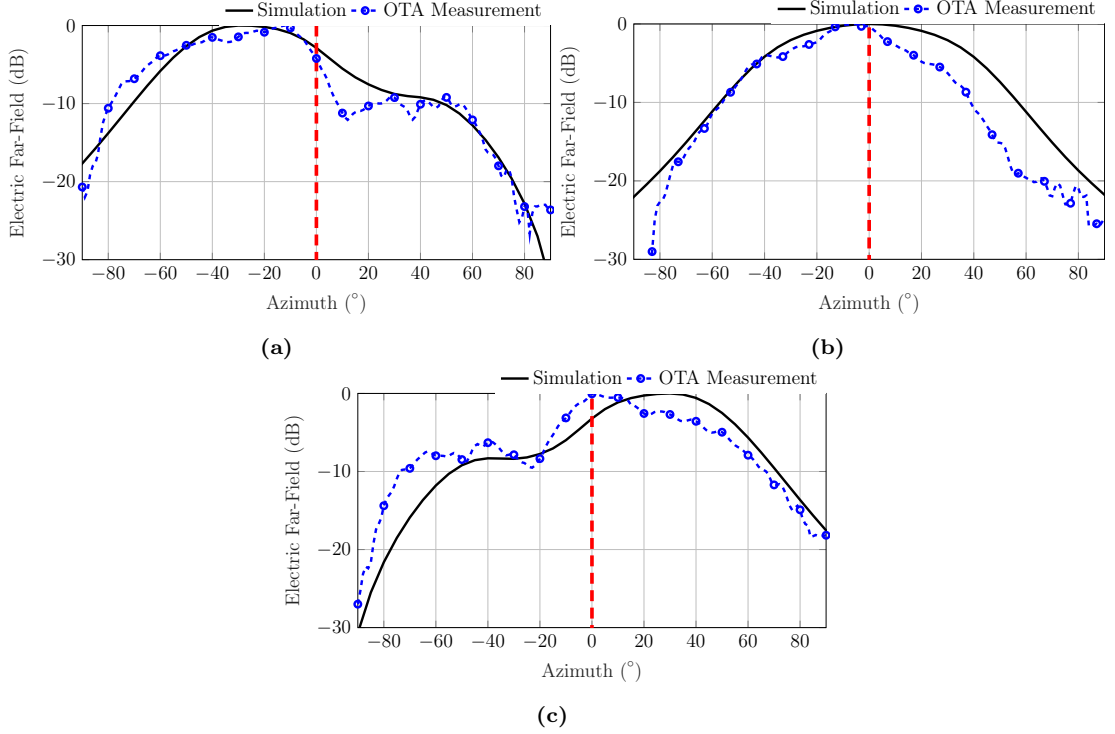 Simulation OTA Measurement
0
−10
−20
−30
Electric Far-Field (dB)
−80 −60 −40 −20 0 20 40 60 80
Azimuth (°)
(a)
Simulation OTA Measurement
0
−10
−20
−30
Electric Far-Field (dB)
−80 −60 −40 −20 0 20 40 60 80
Azimuth (°)
(b)
Simulation OTA Measurement
0
−10
−20
−30
Electric Far-Field (dB)
−80 −60 −40 −20 0 20 40 60 80
Azimuth (°)
(c)